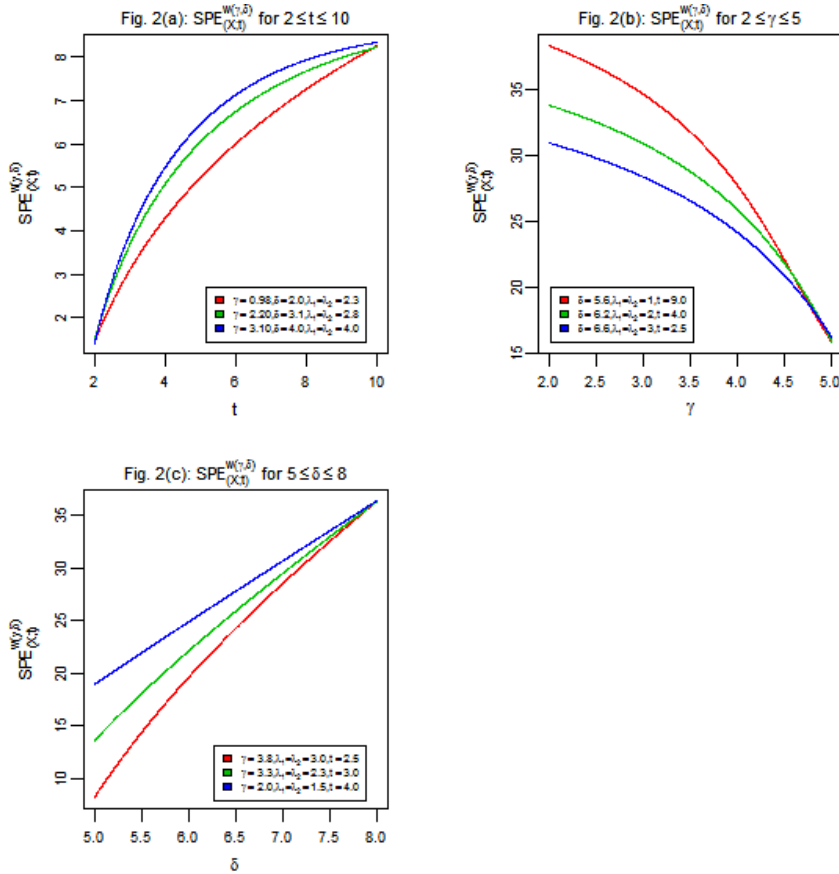 Fig. 2(a): SPE^{w(γ,δ)}_{(X;t)} for 2 ≤ t ≤ 10
SPE^{w(γ,δ)}_{(X;t)}
8
7
6
5
4
3
2
2 4 6 8 10
t
γ = 0.98,δ = 2.0,λ₁=λ₂ = 2.3
γ = 2.20,δ = 3.1,λ₁=λ₂ = 2.8
γ = 3.10,δ = 4.0,λ₁=λ₂ = 4.0
Fig. 2(b): SPE^{w(γ,δ)}_{(X;t)} for 2 ≤ γ ≤ 5
SPE^{w(γ,δ)}_{(X;t)}
35
30
25
20
15
2.0 2.5 3.0 3.5 4.0 4.5 5.0
γ
δ = 5.6,λ₁=λ₂ = 1,t = 9.0
δ = 6.2,λ₁=λ₂ = 2,t = 4.0
δ = 6.6,λ₁=λ₂ = 3,t = 2.5
Fig. 2(c): SPE^{w(γ,δ)}_{(X;t)} for 5 ≤ δ ≤ 8
SPE^{w(γ,δ)}_{(X;t)}
35
30
25
20
15
10
5.0 5.5 6.0 6.5 7.0 7.5 8.0
δ
γ = 3.8,λ₁=λ₂ = 3.0,t = 2.5
γ = 3.3,λ₁=λ₂ = 2.3,t = 3.0
γ = 2.0,λ₁=λ₂ = 1.5,t = 4.0